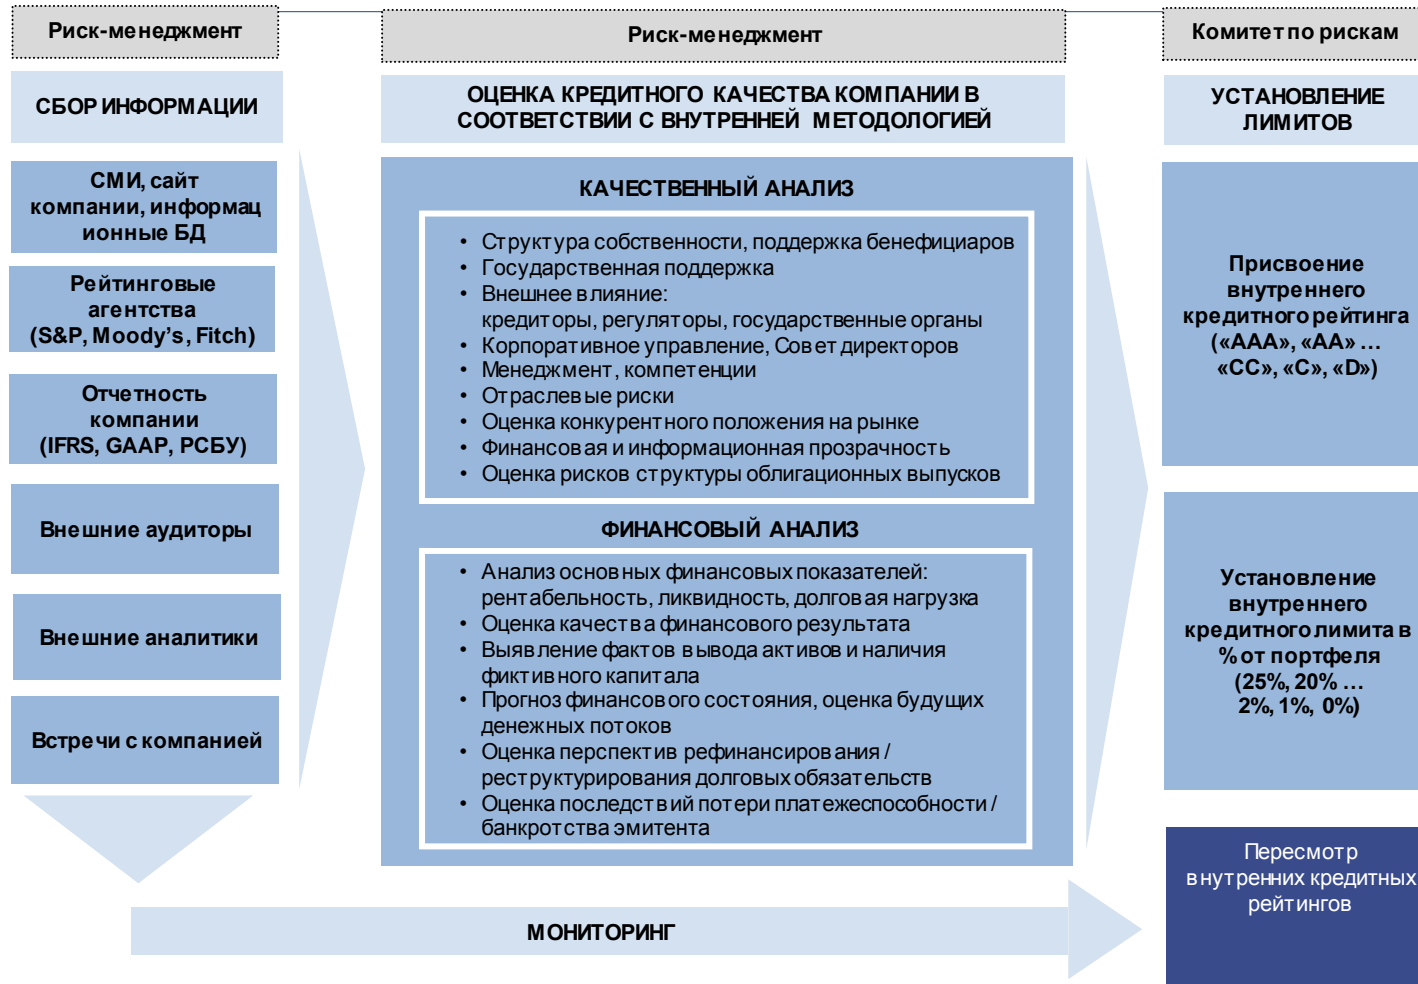 Риск-менеджмент
СБОР ИНФОРМАЦИИ
СМИ, сайт
компании, информац
ионные БД
Рейтинговые
агентства
(S&P, Moody's, Fitch)
Отчетность
компании
(IFRS, GAAP, РСБУ)
Внешние аудиторы
Внешние аналитики
Встречи с компанией
Риск-менеджмент
ОЦЕНКА КРЕДИТНОГО КАЧЕСТВА КОМПАНИИ В
СООТВЕТСТВИИ С ВНУТРЕННЕЙ МЕТОДОЛОГИЕЙ
КАЧЕСТВЕННЫЙ АНАЛИЗ
• Структура собственности, поддержка бенефициаров
• Государственная поддержка
• Внешнее влияние:
кредиторы, регуляторы, государственные органы
• Корпоративное управление, Совет директоров
• Менеджмент, компетенции
• Отраслевые риски
• Оценка конкурентного положения на рынке
• Финансовая и информационная прозрачность
• Оценка рисков структуры облигационных выпусков
ФИНАНСОВЫЙ АНАЛИЗ
• Анализ основных финансовых показателей:
рентабельность, ликвидность, долговая нагрузка
• Оценка качества финансового результата
• Выявление фактов вывода активов и наличия
фиктивного капитала
• Прогноз финансового состояния, оценка будущих
денежных потоков
• Оценка перспектив рефинансирования /
реструктурирования долговых обязательств
• Оценка последствий потери платежеспособности /
банкротства эмитента
Комитет по рискам
УСТАНОВЛЕНИЕ
ЛИМИТОВ
Присвоение
внутреннего
кредитного рейтинга
(«AAA», «AA» …
«CC», «C», «D»)
Установление
внутреннего
кредитного лимита в
% от портфеля
(25%, 20% …
2%, 1%, 0%)
Пересмотр
внутренних кредитных
рейтингов
МОНИТОРИНГ